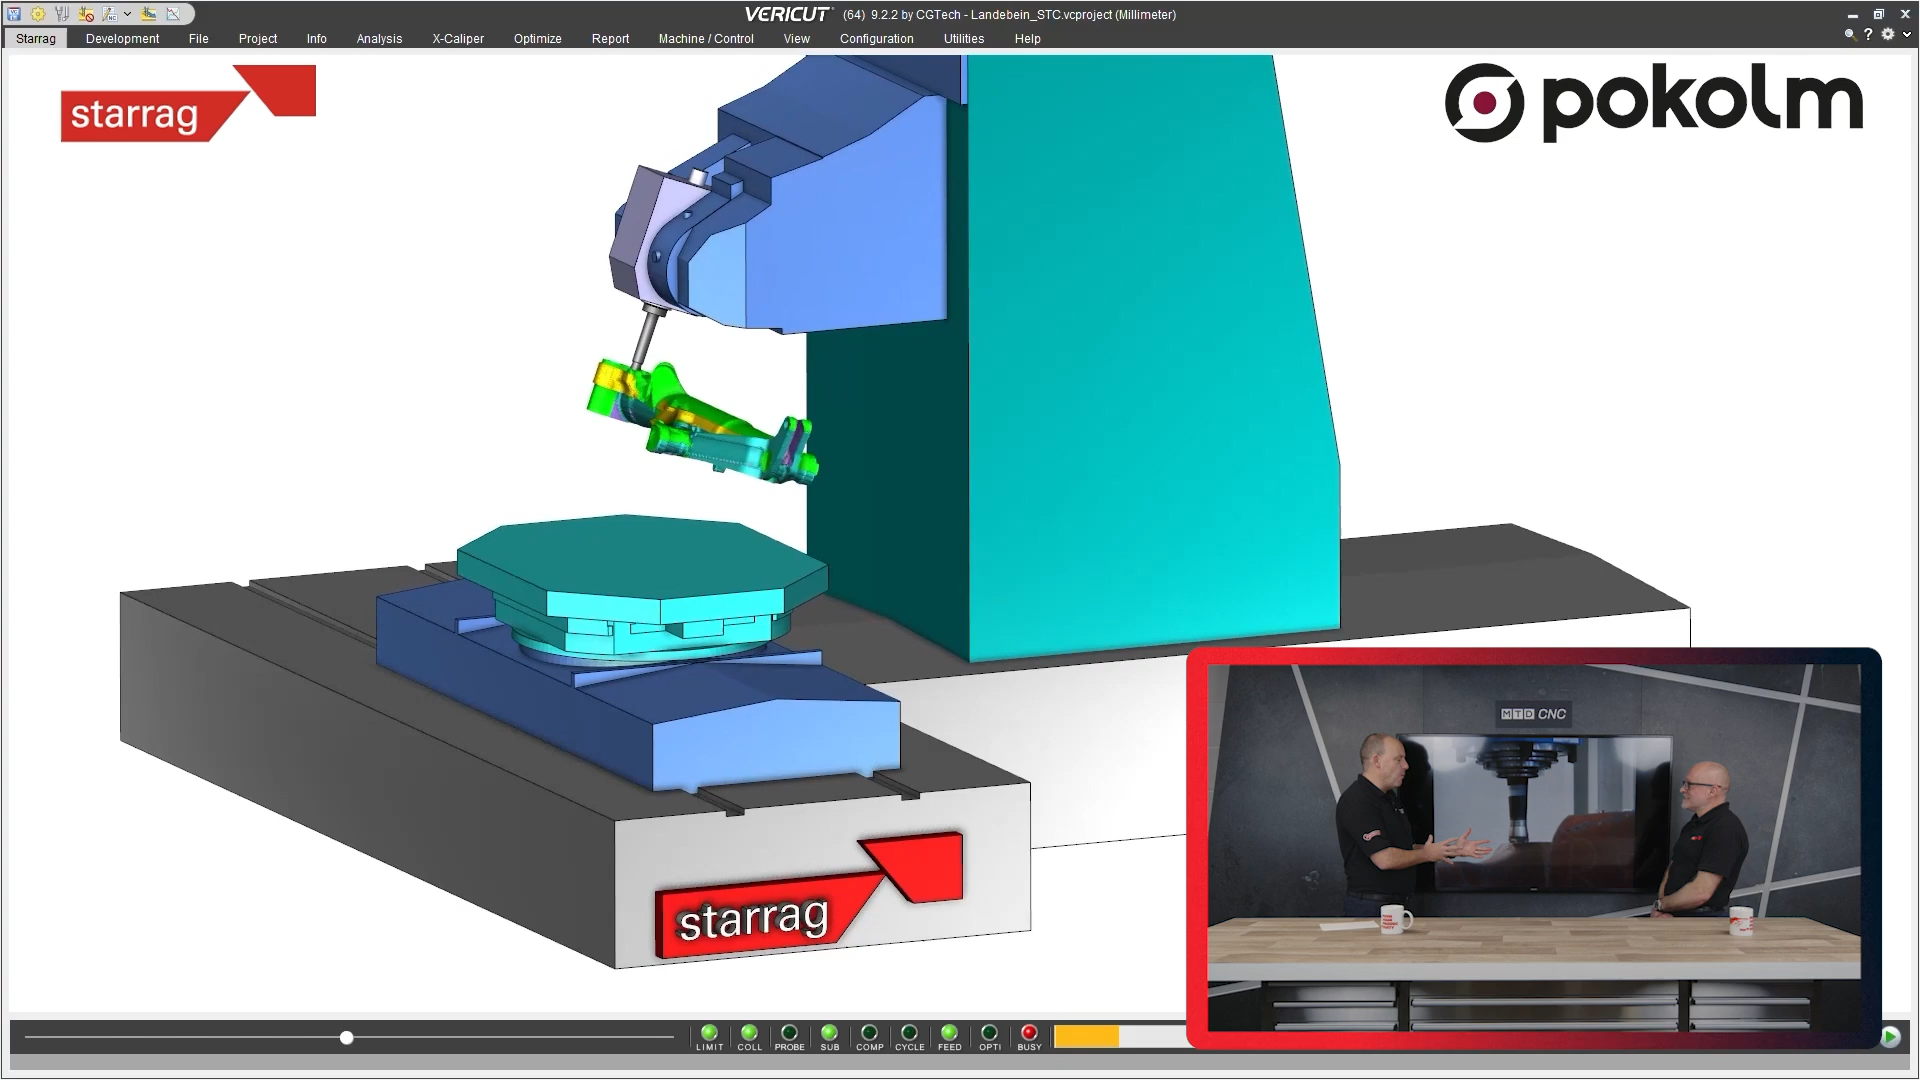 VERICUT (64) 9.2.2 by CGTech - Landebein_STC.vcproject (Millimeter)
Starrag Development File Project Info Analysis X-Caliper Optimize Report Machine / Control View Configuration Utilities Help
starrag
pokolm
MTD CNC
starrag
LIMIT COLL PROBE SUB COMP CYCLE FEED OPTI BUSY